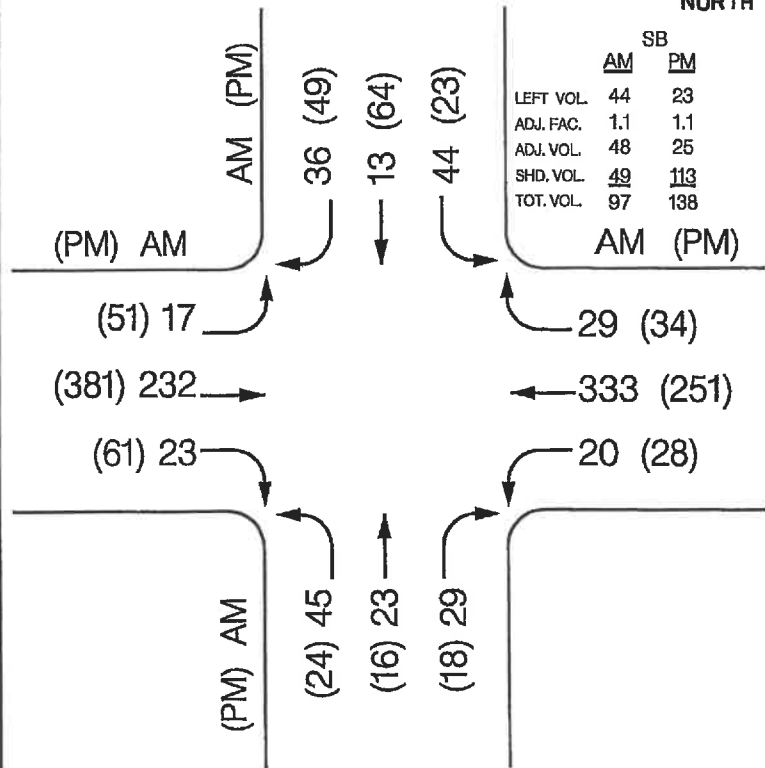 NORTH
SB
AM PM
LEFT VOL. 44 23
ADJ. FAC. 1.1 1.1
ADJ. VOL. 48 25
SHD. VOL. 49 113
TOT. VOL. 97 138
AM (PM)
36 (49)
13 (64)
44 (23)
(PM) AM
AM (PM)
(51) 17
29 (34)
(381) 232
333 (251)
(61) 23
20 (28)
(PM) AM
(24) 45
(16) 23
(18) 29